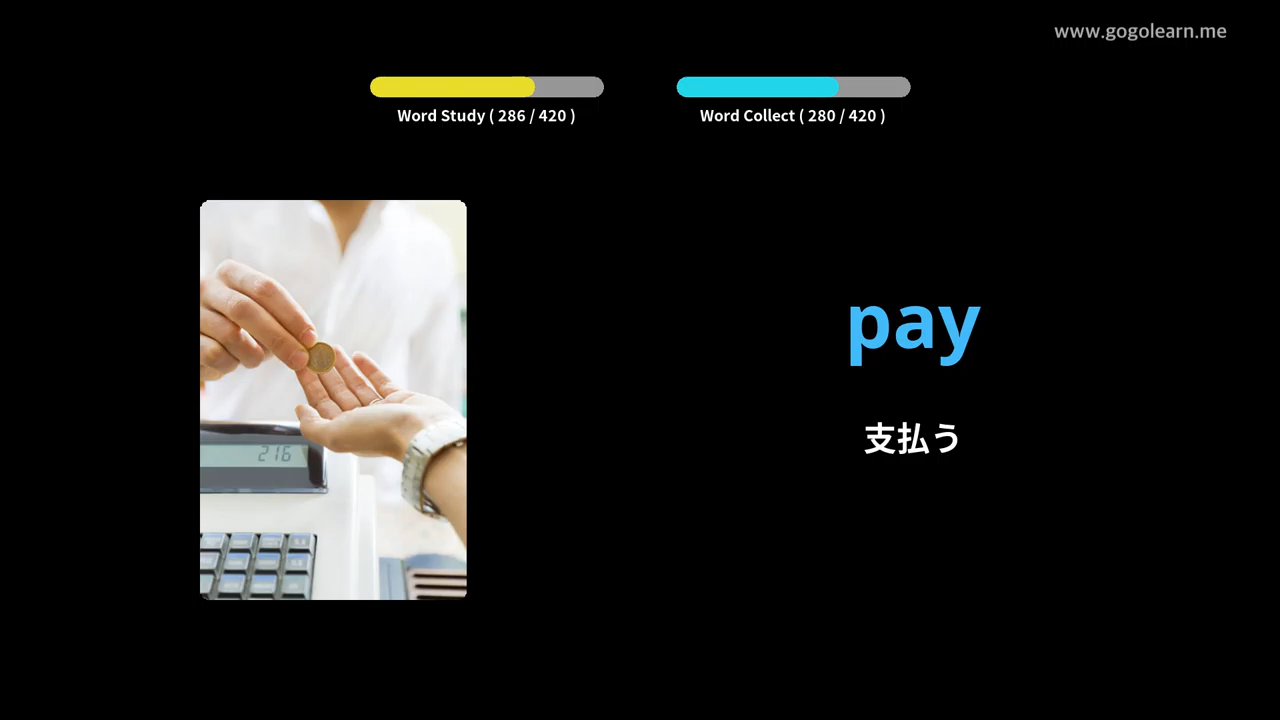 www.gogolearn.me
Word Study ( 286 / 420 )
Word Collect ( 280 / 420 )
216
pay
支払う